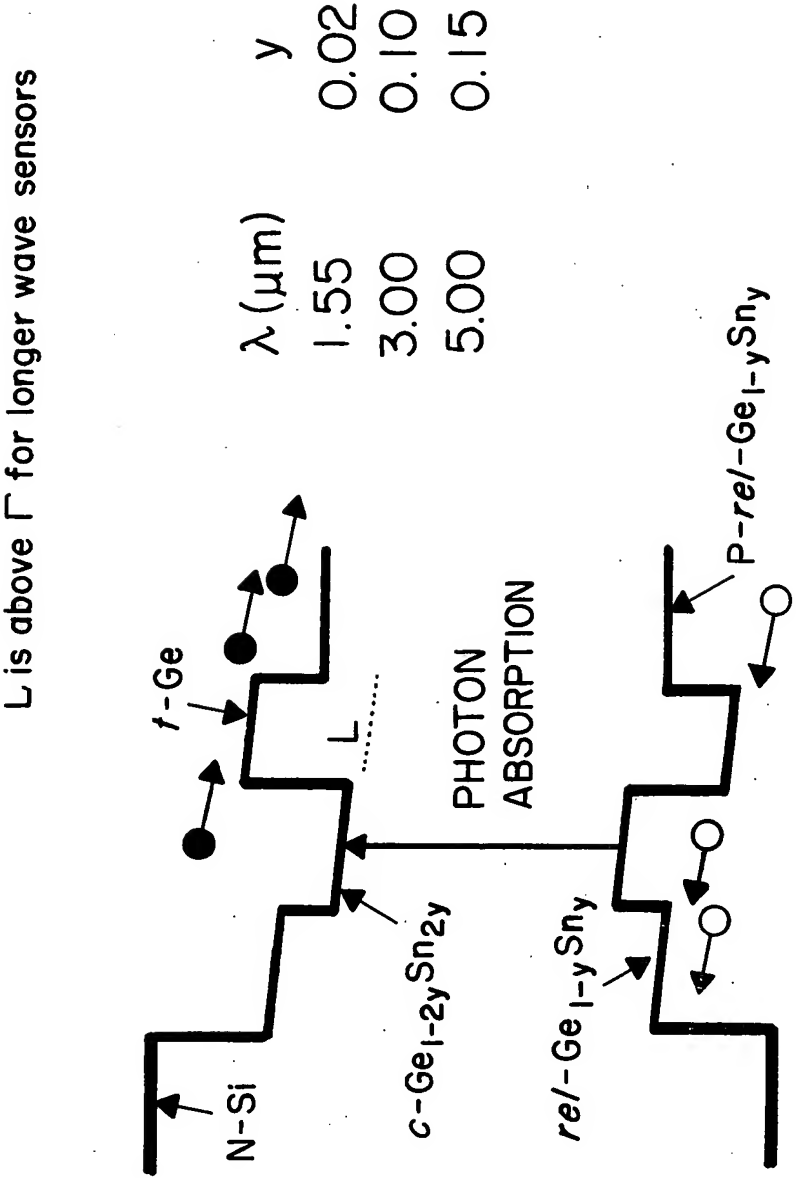 L is above Γ for longer wave sensors
t-Ge
N-Si
L
c-Ge1-2ySn2y
PHOTON
ABSORPTION
rel-Ge1-ySny
P-rel-Ge1-ySny
λ (μm) y
1.55 0.02
3.00 0.10
5.00 0.15